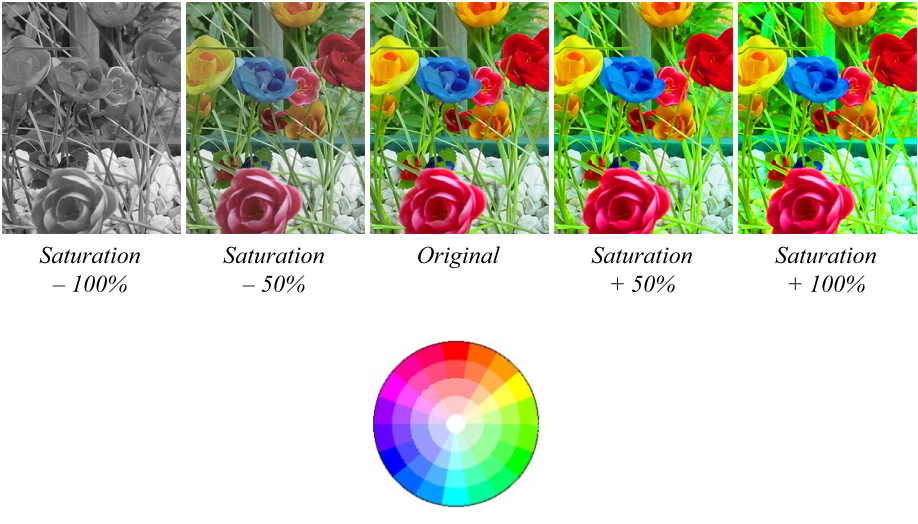 Saturation
– 100%
Saturation
– 50%
Original
Saturation
+ 50%
Saturation
+ 100%